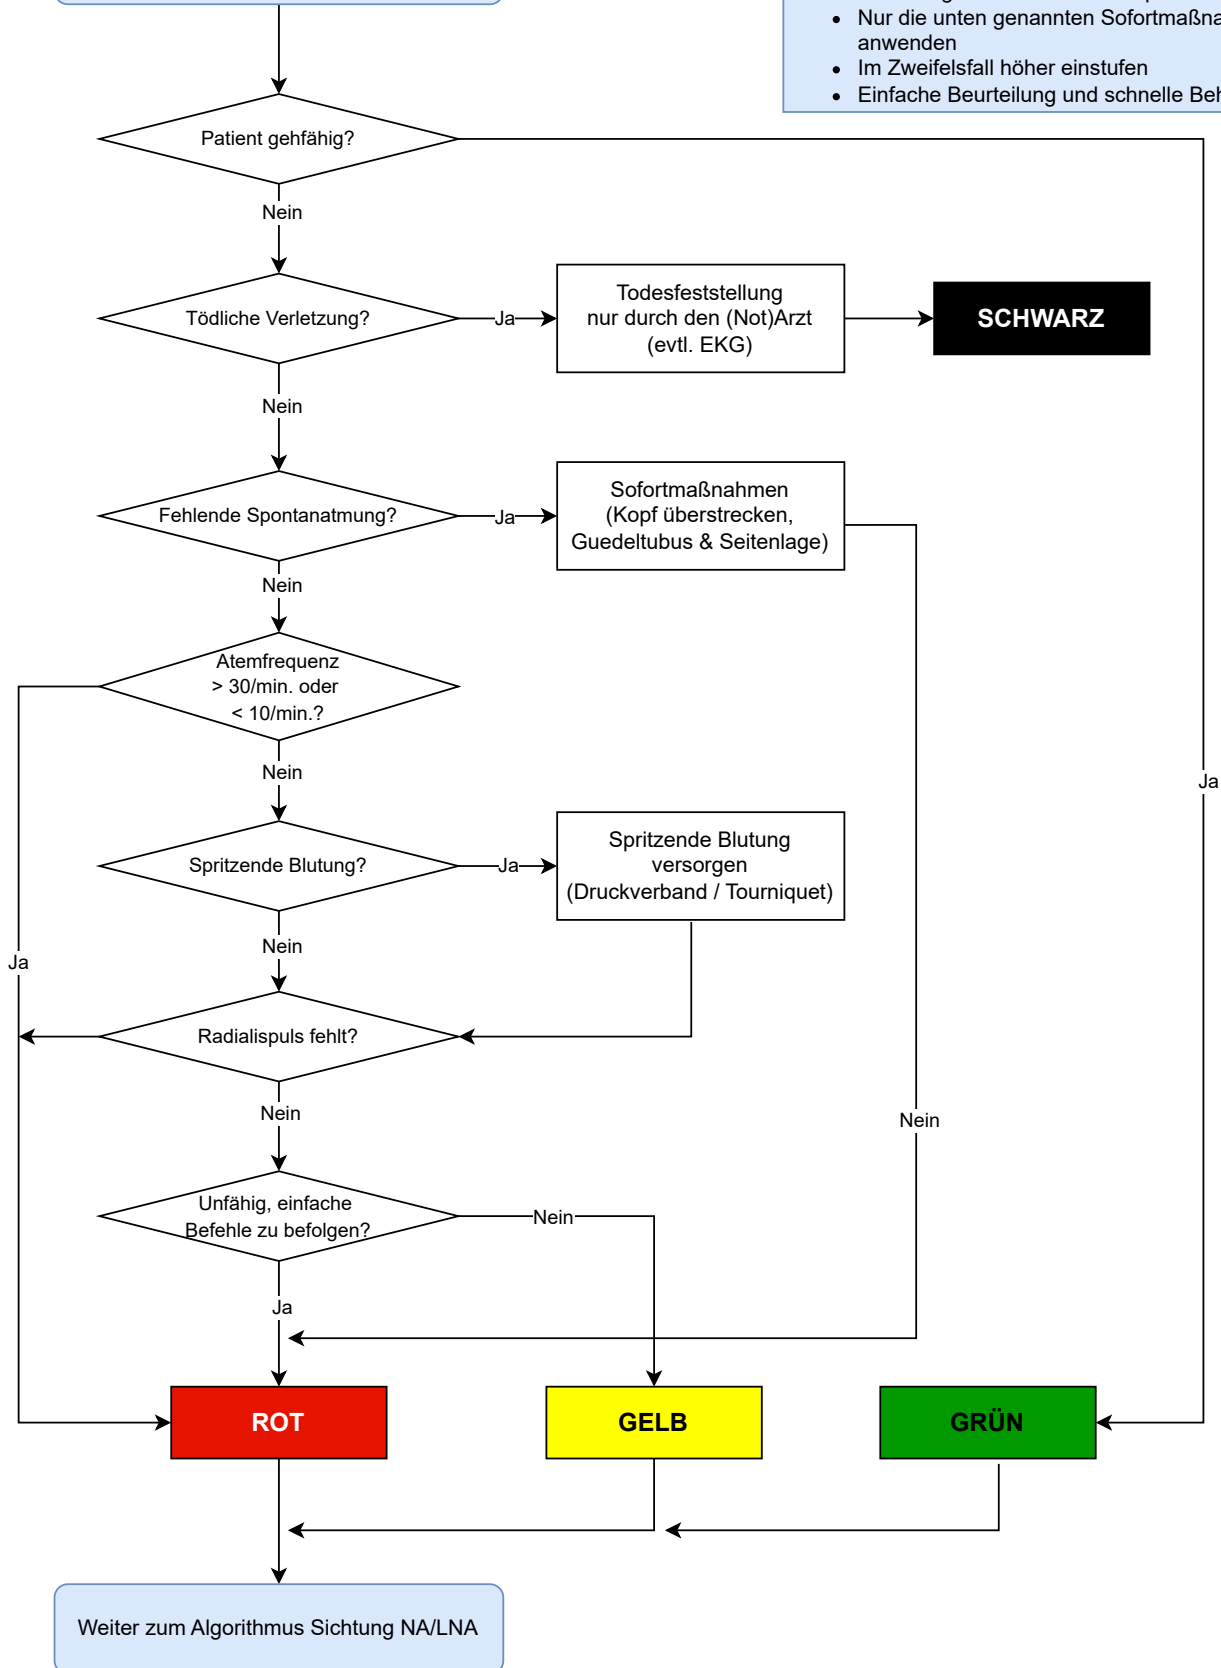 • Nur die unten genannten
anwenden
• Im Zweifelsfall höher einstufen
• Einfache Beurteilung und schnelle
Patient gehfähig?
Nein
Tödliche Verletzung?
Ja
Todesfeststellung
nur durch den (Not)Arzt
(evtl. EKG)
SCHWARZ
Nein
Fehlende Spontanatmung?
Ja
Sofortmaßnahmen
(Kopf überstrecken,
Guedeltubus & Seitenlage)
Nein
Atemfrequenz
> 30/min. oder
< 10/min.?
Nein
Ja
Spritzende Blutung?
Ja
Spritzende Blutung
versorgen
(Druckverband / Tourniquet)
Nein
Ja
Radialispuls fehlt?
Nein
Nein
Unfähig, einfache
Befehle zu befolgen?
Nein
Ja
ROT
GELB
GRÜN
Weiter zum Algorithmus Sichtung NA/LNA